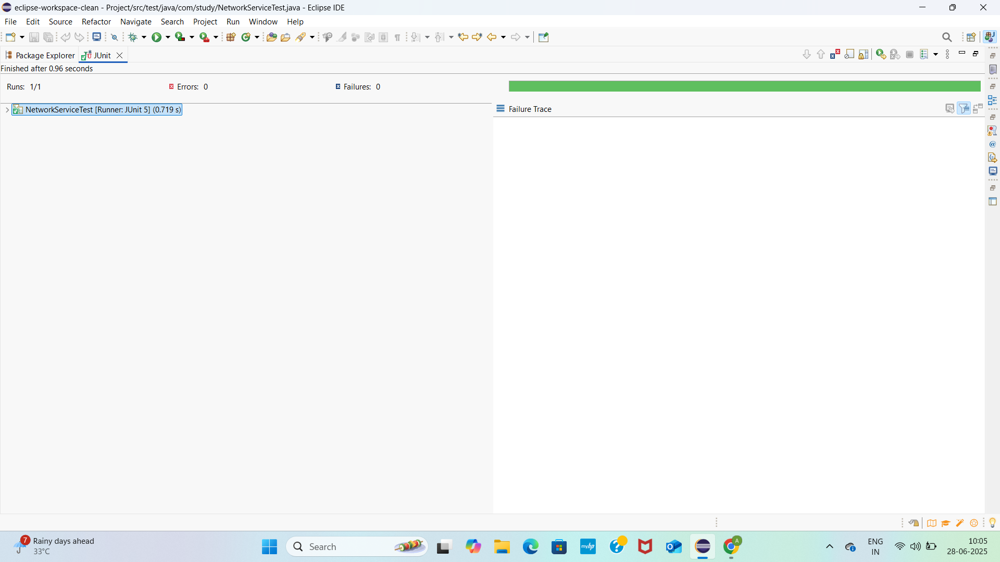 eclipse-workspace-clean - Project/src/test/java/com/study/NetworkServiceTest.java - Eclipse IDE
File Edit Source Refactor Navigate Search Project Run Window Help
Package Explorer JUnit
Finished after 0.96 seconds
Runs: 1/1 Errors: 0 Failures: 0
NetworkServiceTest [Runner: JUnit 5] (0.719 s)
Failure Trace
7
Rainy days ahead
33°C
Search
myhp
A
ENG
IN
10:05
28-06-2025